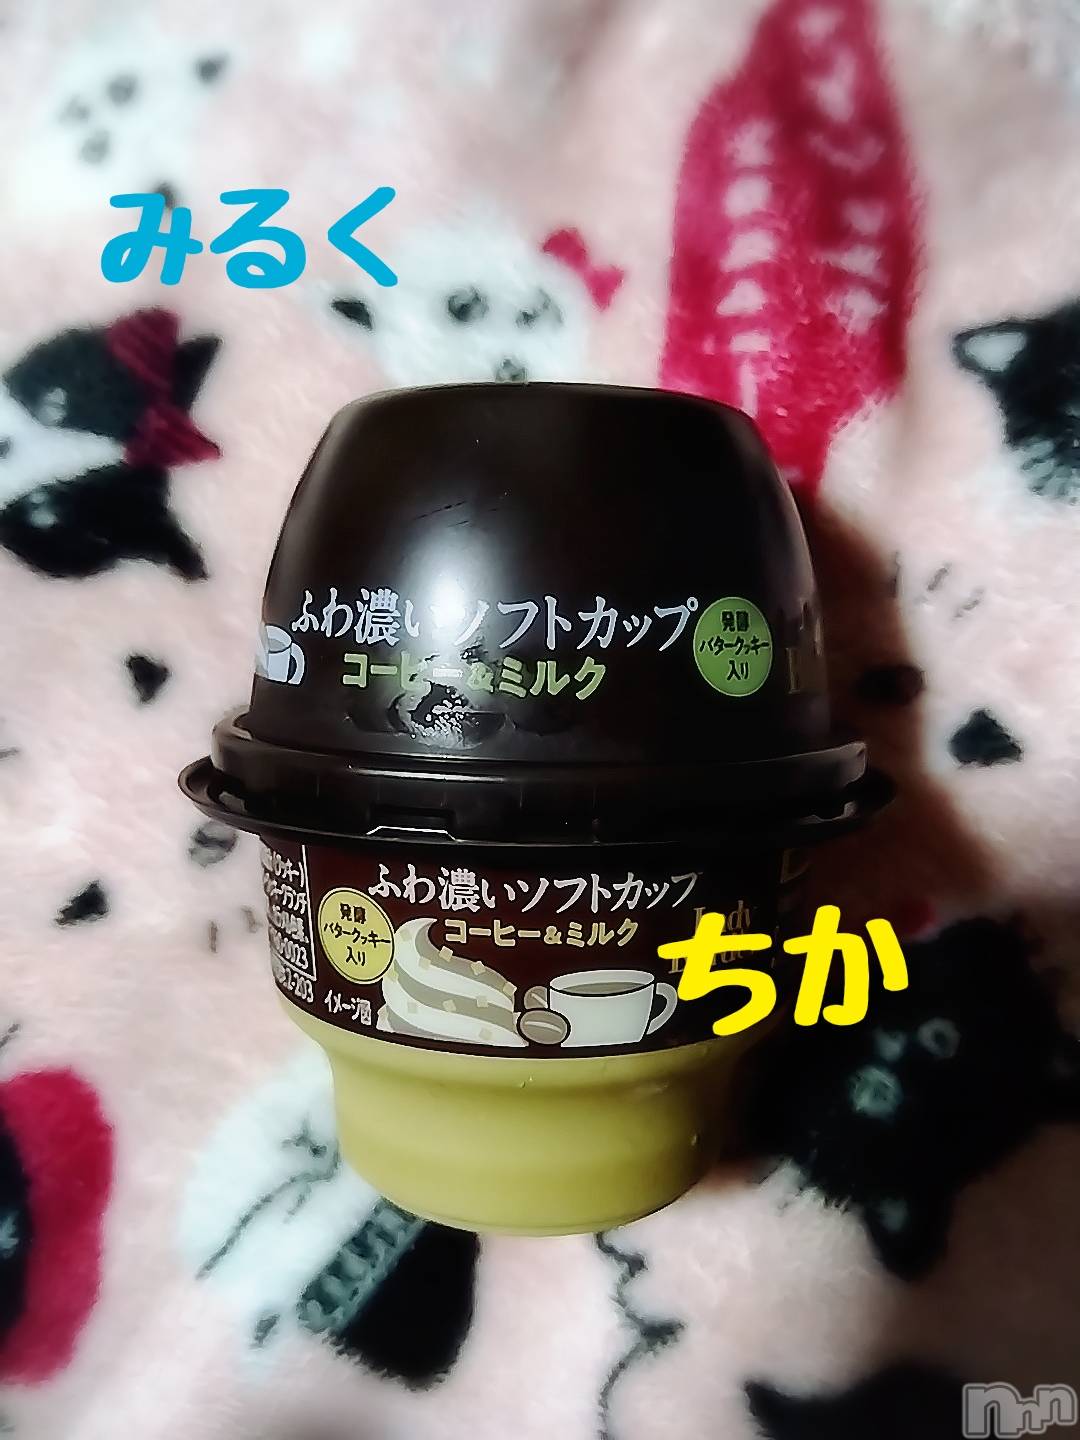 みるく
ふわ濃いソフトカップ
コーヒー&ミルク
発酵
バタークッキー
入り
ふわ濃いソフトカップ
コーヒー&ミルク
発酵
バタークッキー
入り
イメージ図
Lady
ちか
nnn